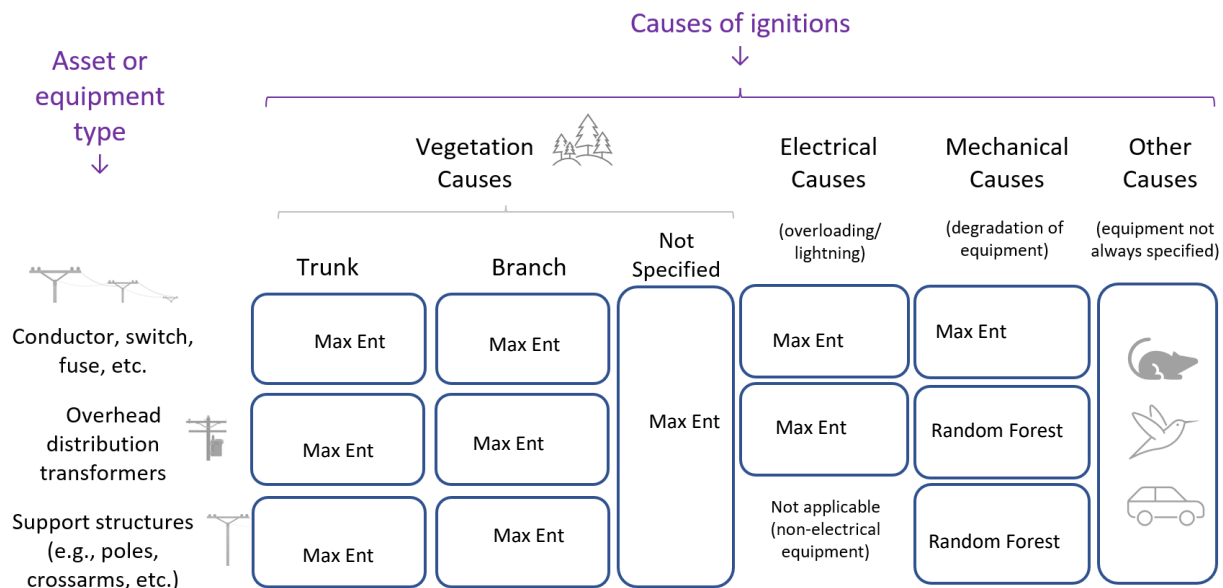 Causes of ignitions
Asset or
equipment
type
Vegetation
Causes
Electrical
Causes
(overloading/
lightning)
Mechanical
Causes
(degradation of
equipment)
Other
Causes
(equipment not
always specified)
Trunk
Branch
Not
Specified
Conductor, switch,
fuse, etc.
Max Ent
Max Ent
Max Ent
Max Ent
Max Ent
Overhead
distribution
transformers
Max Ent
Max Ent
Max Ent
Random Forest
Support structures
(e.g., poles,
crossarms, etc.)
Max Ent
Max Ent
Not applicable
(non-electrical
equipment)
Random Forest